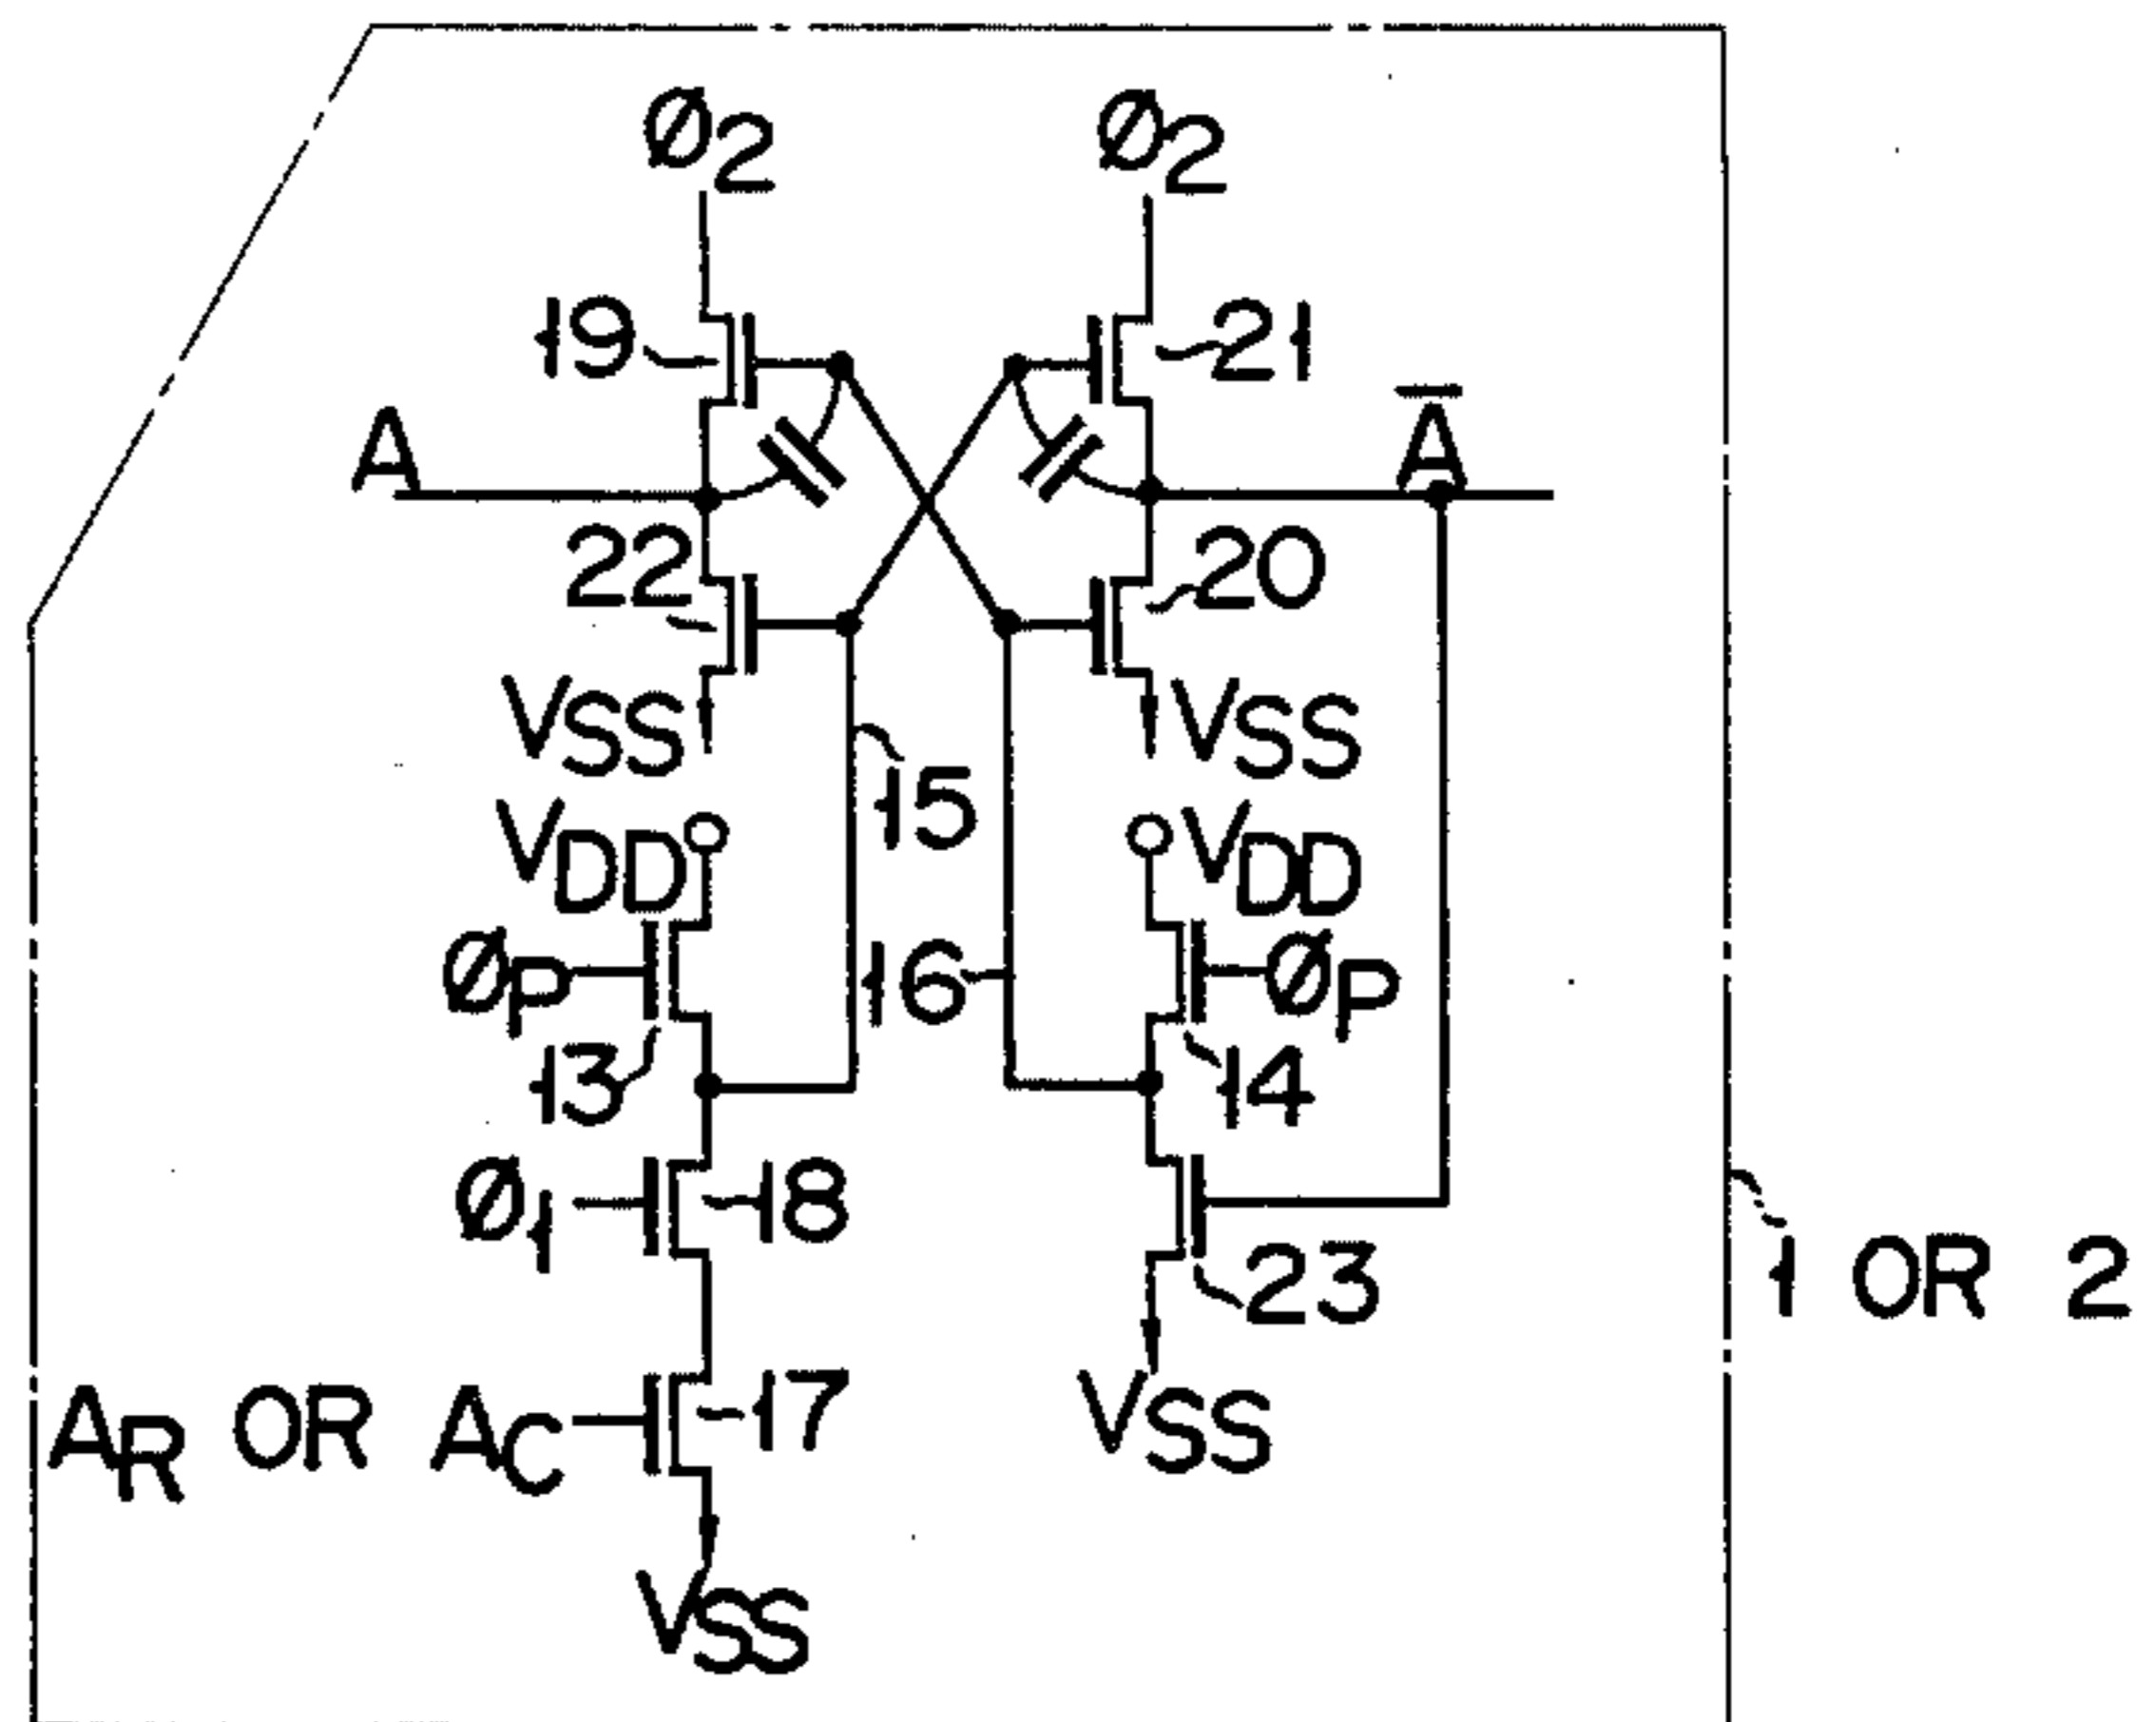 Ø2 Ø2
19 21
A A̅
22 20
VSS VSS
15
VDD VDD
ØP 16 ØP
13 14
Ø1 18
23
1 OR 2
AR OR AC 17
VSS
VSS